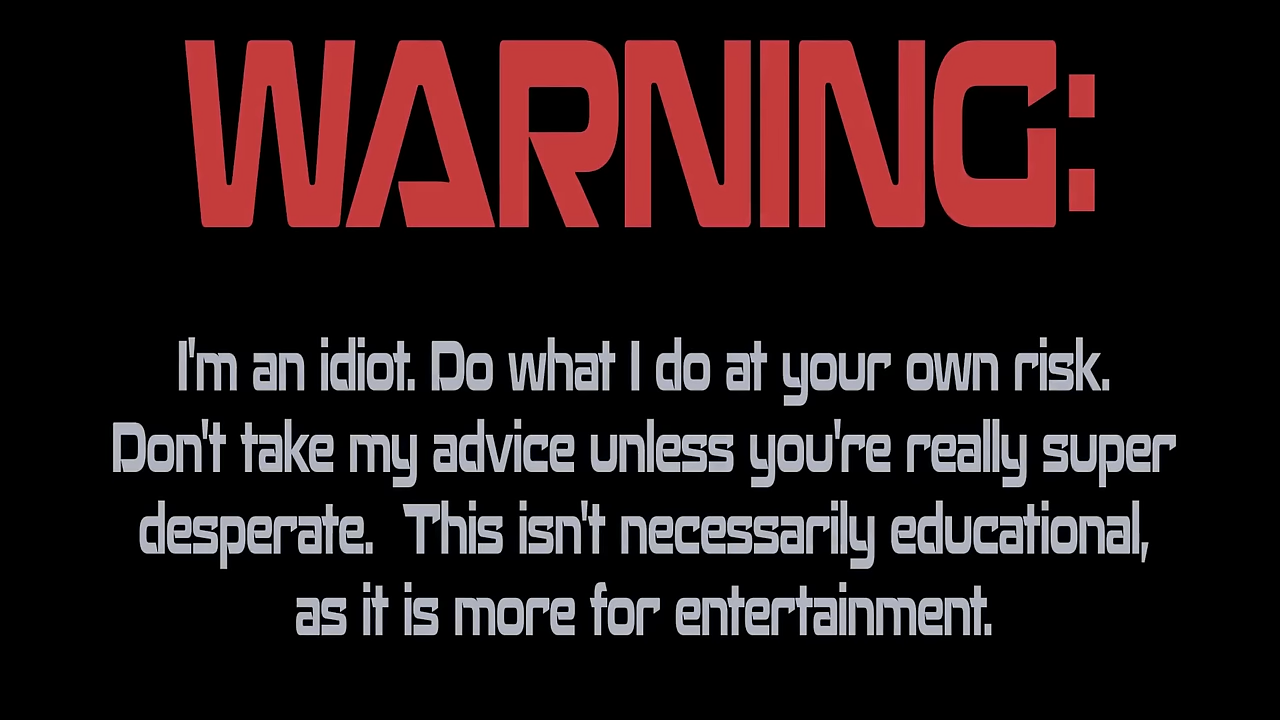 WARNING:
I'm an idiot. Do what I do at your own risk.
Don't take my advice unless you're really super
desperate.  This isn't necessarily educational,
as it is more for entertainment.